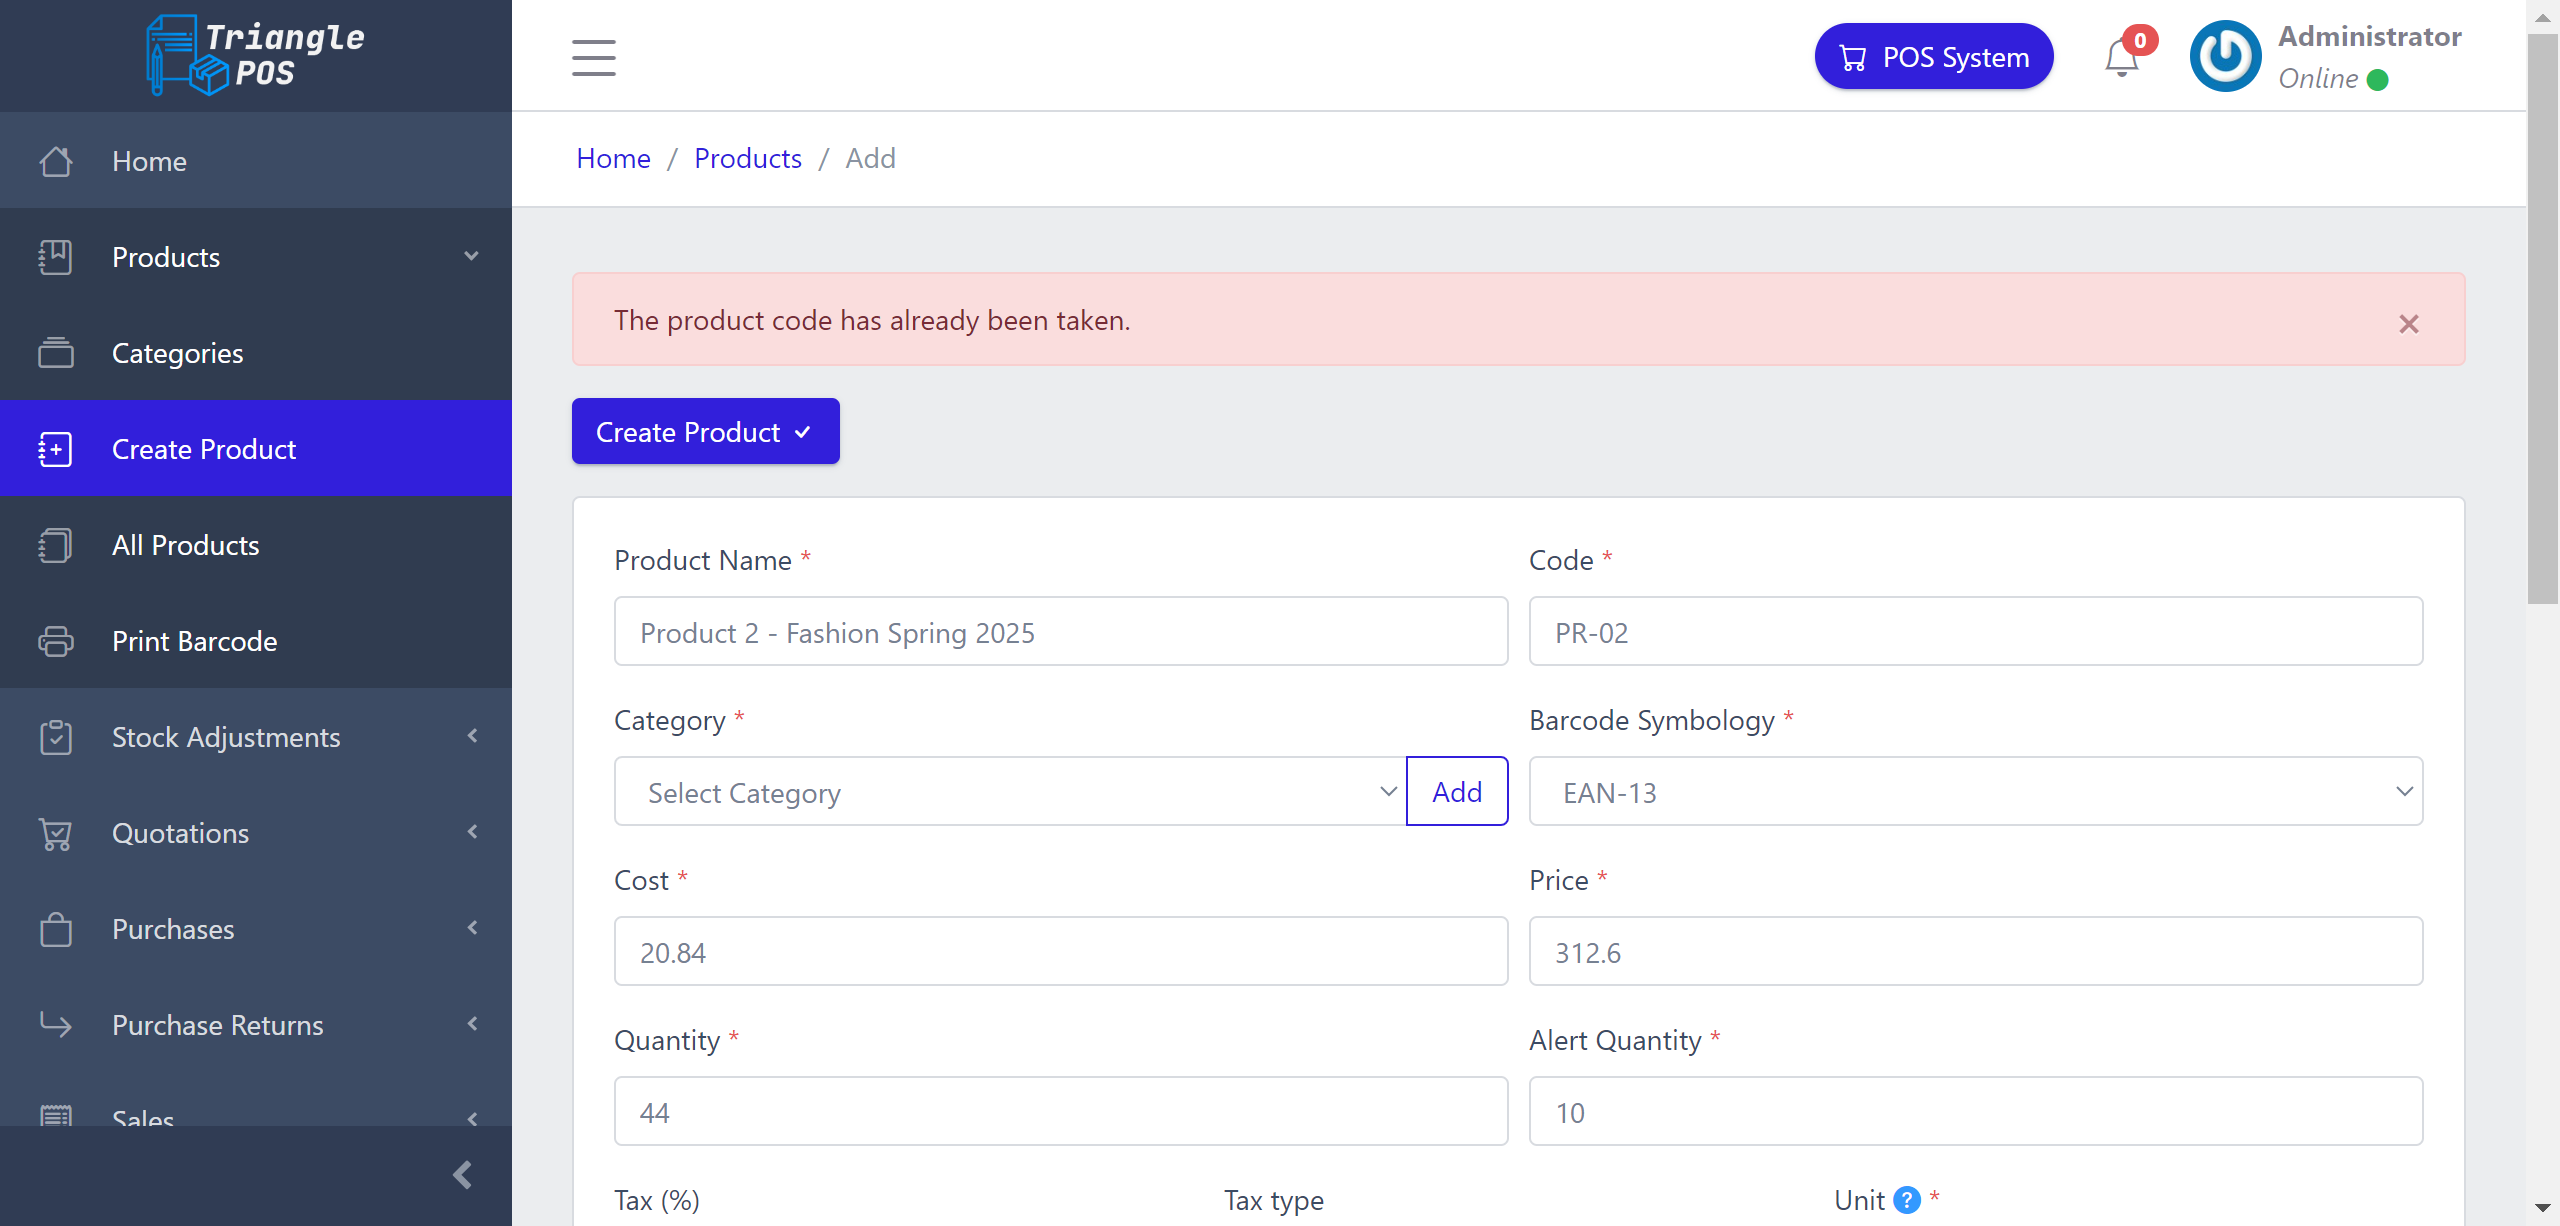 Triangle
POS
POS System
0
Administrator
Online
Home
Products
Categories
Create Product
All Products
Print Barcode
Stock Adjustments
Quotations
Purchases
Purchase Returns
Sales
Home / Products / Add
The product code has already been taken.
×
Create Product
Product Name *
Product 2 - Fashion Spring 2025
Code *
PR-02
Category *
Select Category
Add
Barcode Symbology *
EAN-13
Cost *
20.84
Price *
312.6
Quantity *
44
Alert Quantity *
10
Tax (%)
Tax type
Unit ? *